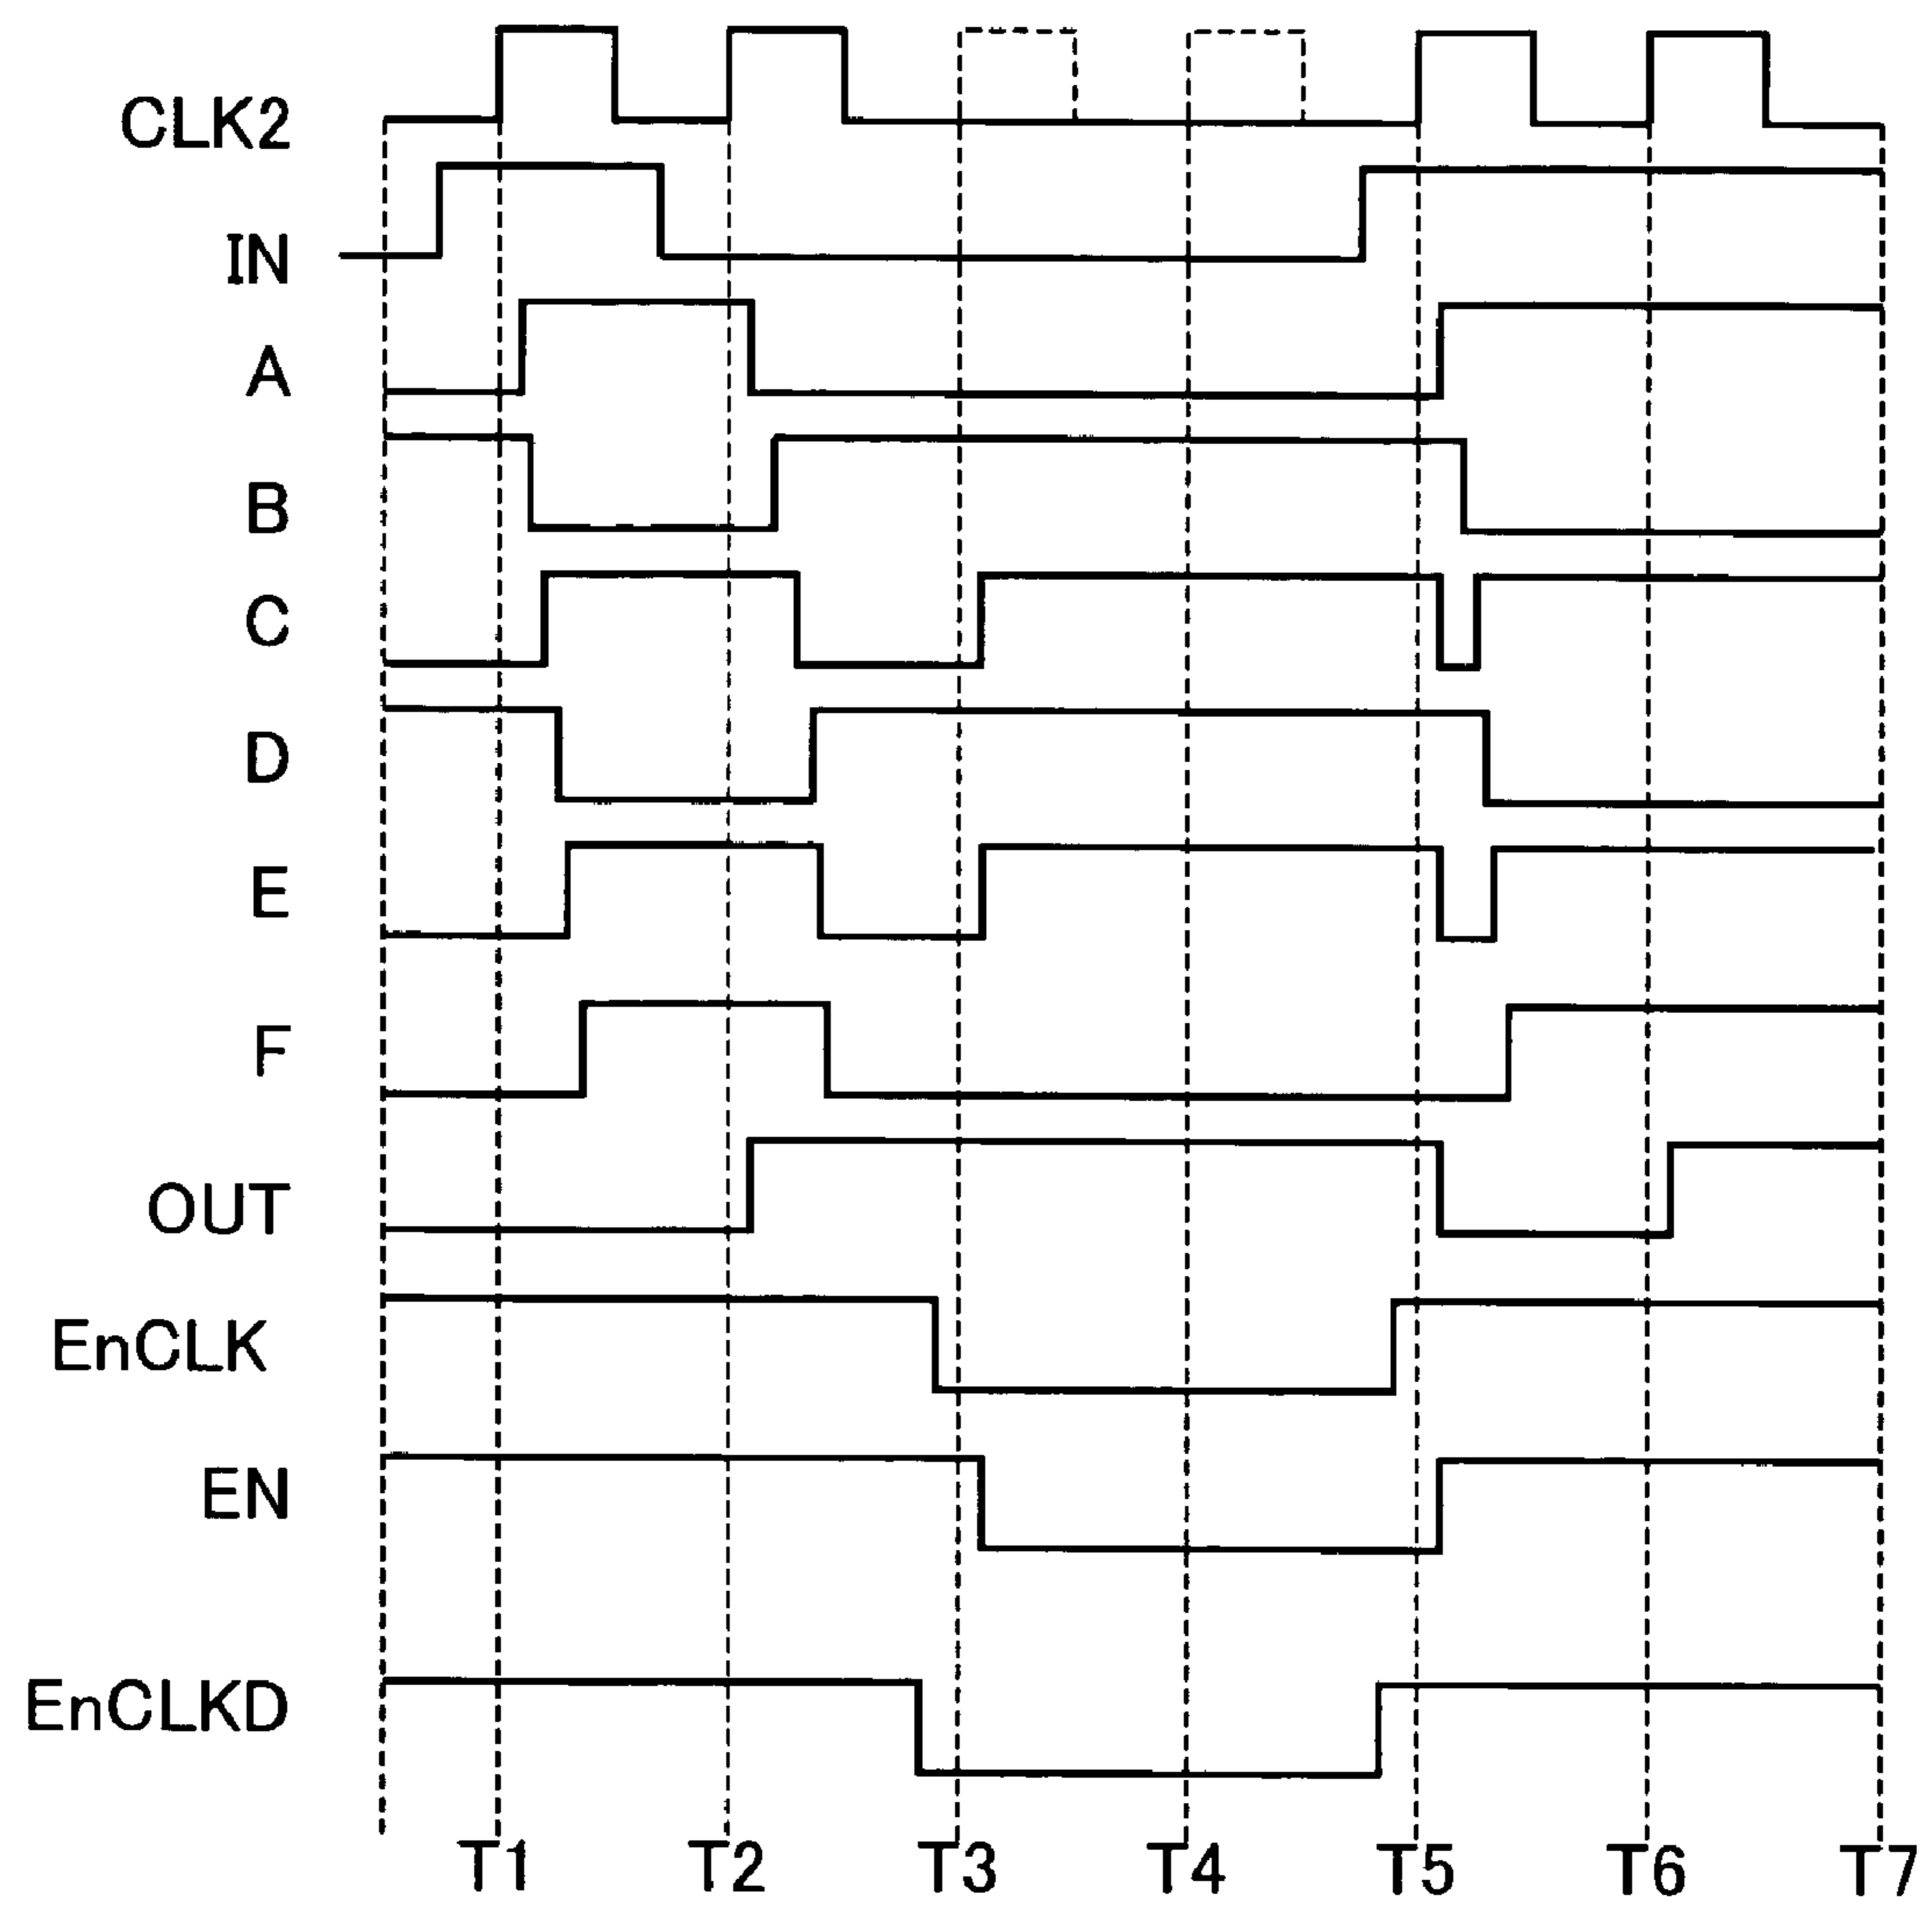 CLK2
IN
A
B
C
D
E
F
OUT
EnCLK
EN
EnCLKD
T1 T2 T3 T4 T5 T6 T7